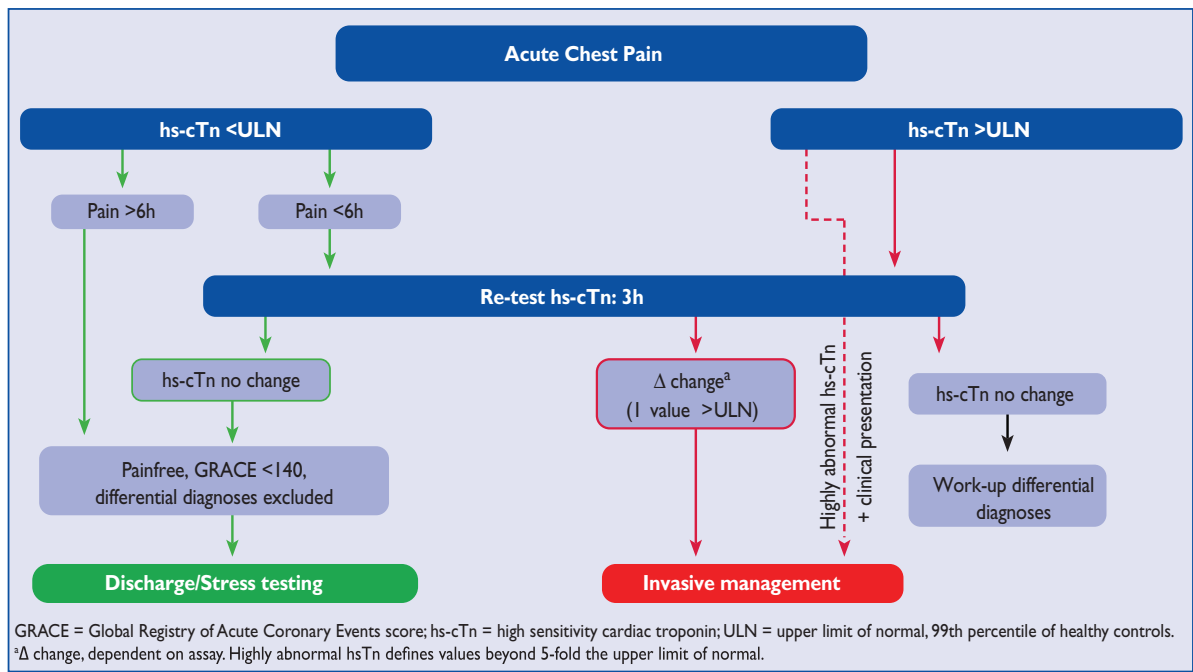 Acute Chest Pain
hs-cTn <ULN
hs-cTn >ULN
Pain >6h
Pain <6h
Re-test hs-cTn: 3h
hs-cTn no change
Δ changeᵃ
(1 value >ULN)
Highly abnormal hs-cTn
+ clinical presentation
hs-cTn no change
Painfree, GRACE <140,
differential diagnoses excluded
Work-up differential
diagnoses
Discharge/Stress testing
Invasive management
GRACE = Global Registry of Acute Coronary Events score; hs-cTn = high sensitivity cardiac troponin; ULN = upper limit of normal, 99th percentile of healthy controls.
ᵃΔ change, dependent on assay. Highly abnormal hsTn defines values beyond 5-fold the upper limit of normal.